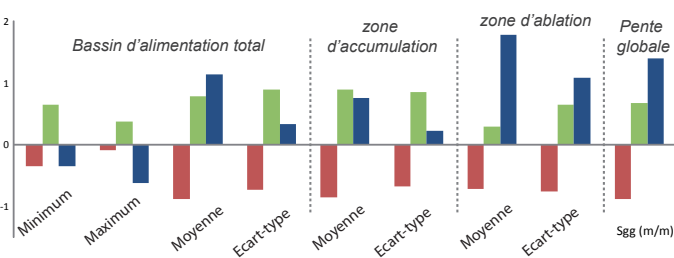 2
1
0
-1
Bassin d'alimentation total
zone
d'accumulation
zone d'ablation
Pente
globale
Minimum
Maximum
Moyenne
Ecart-type
Moyenne
Ecart-type
Moyenne
Ecart-type
Sgg (m/m)